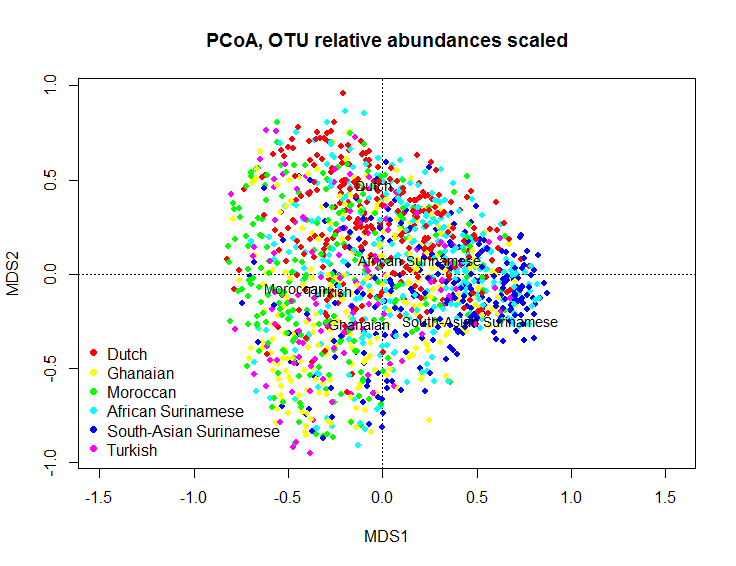 PCoA, OTU relative abundances scaled
1.0
0.5
0.0
-0.5
-1.0
MDS2
Dutch
African Surinamese
Moroccan
Turkish
Ghanaian
South-Asian Surinamese
Dutch
Ghanaian
Moroccan
African Surinamese
South-Asian Surinamese
Turkish
-1.5 -1.0 -0.5 0.0 0.5 1.0 1.5
MDS1